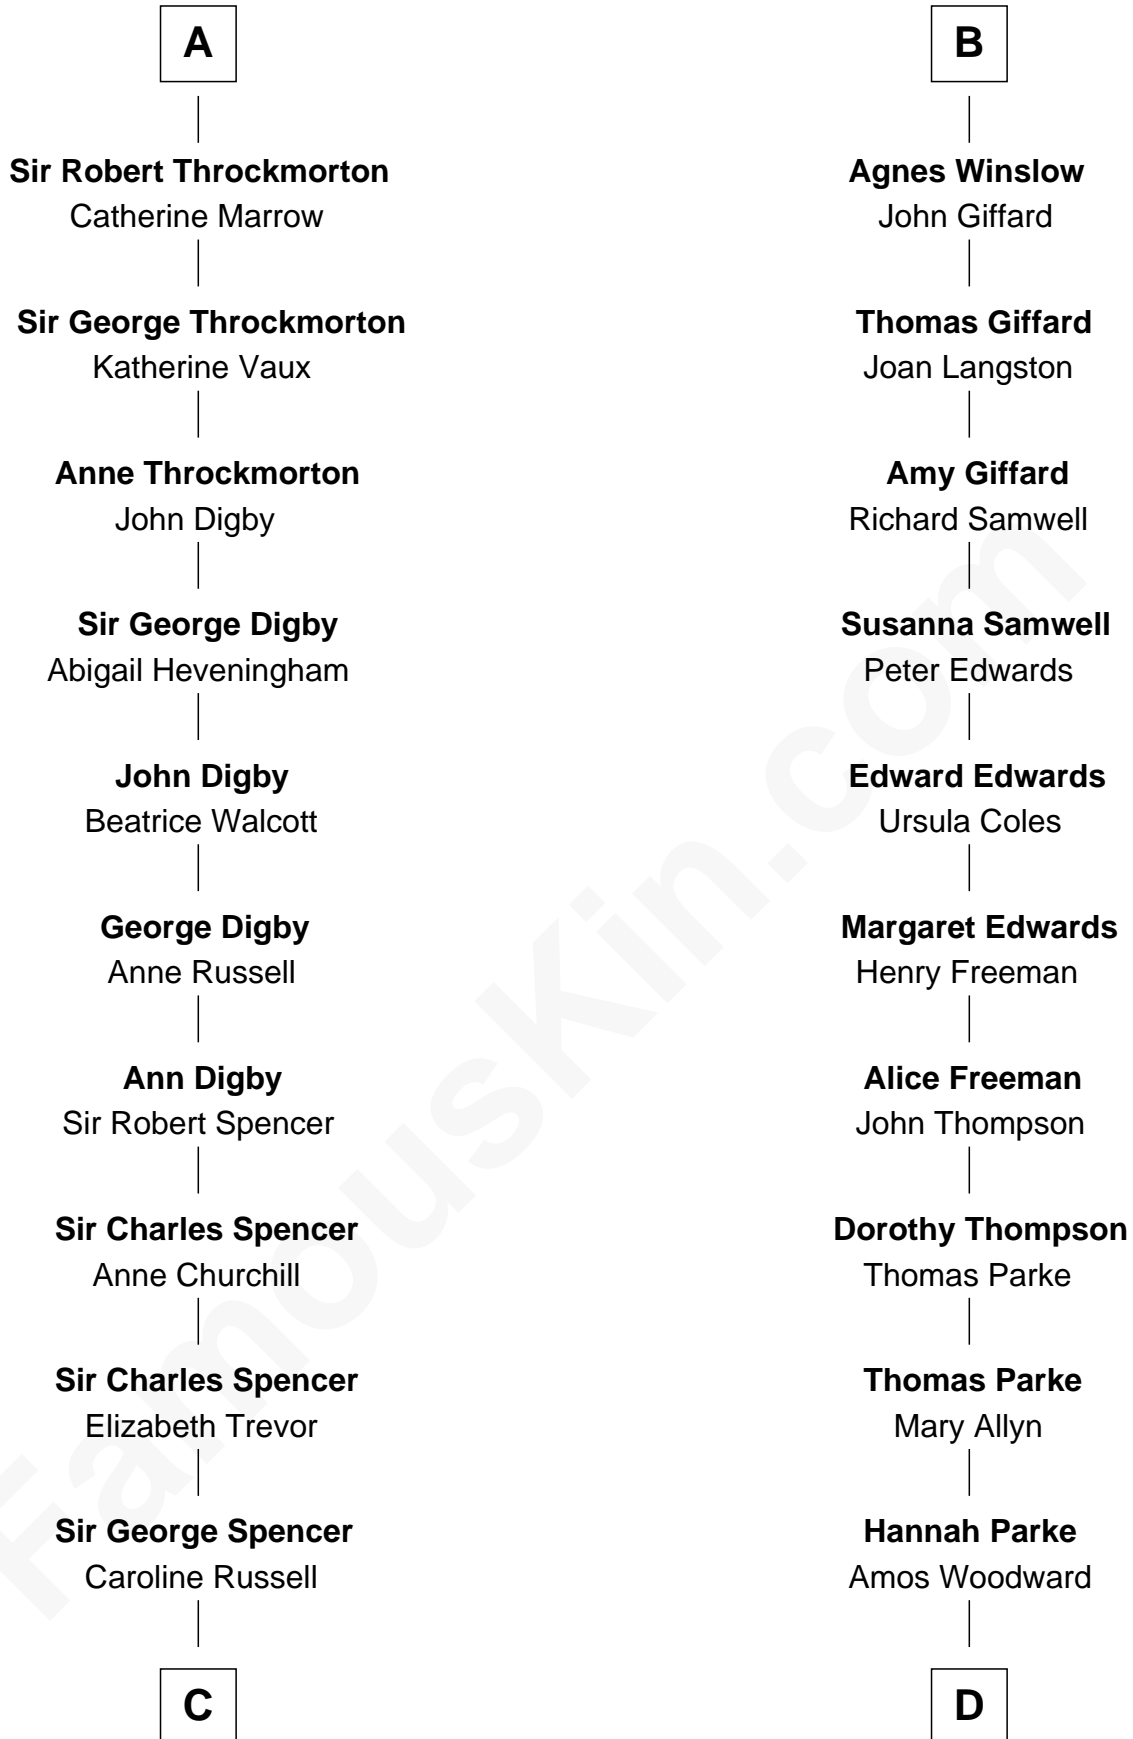 A
Sir Robert Throckmorton
Catherine Marrow
Sir George Throckmorton
Katherine Vaux
Anne Throckmorton
John Digby
Sir George Digby
Abigail Heveningham
John Digby
Beatrice Walcott
George Digby
Anne Russell
Ann Digby
Sir Robert Spencer
Sir Charles Spencer
Anne Churchill
Sir Charles Spencer
Elizabeth Trevor
Sir George Spencer
Caroline Russell
C
B
Agnes Winslow
John Giffard
Thomas Giffard
Joan Langston
Amy Giffard
Richard Samwell
Susanna Samwell
Peter Edwards
Edward Edwards
Ursula Coles
Margaret Edwards
Henry Freeman
Alice Freeman
John Thompson
Dorothy Thompson
Thomas Parke
Thomas Parke
Mary Allyn
Hannah Parke
Amos Woodward
D
FamousKin.com